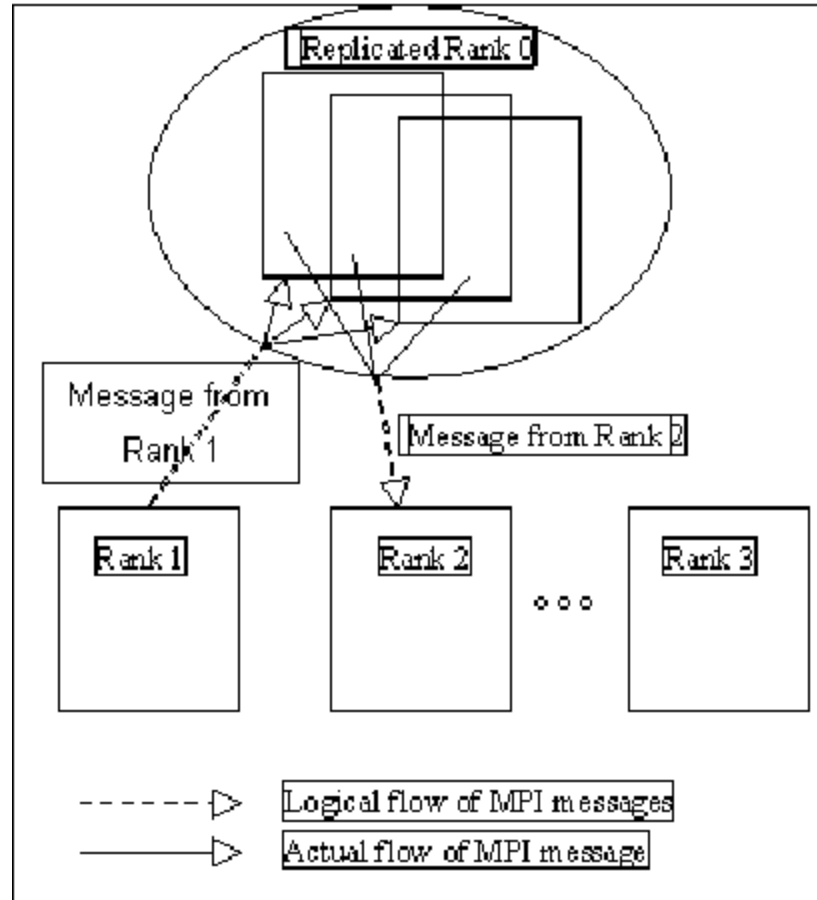 Replicated Rank 0
Message from
Rank 1
Message from Rank 2
Rank 1
Rank 2
Rank 3
Logical flow of MPI messages
Actual flow of MPI message